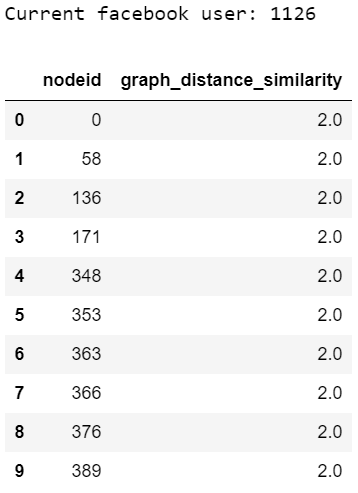 Current facebook user: 1126
nodeid graph_distance_similarity
0 0 2.0
1 58 2.0
2 136 2.0
3 171 2.0
4 348 2.0
5 353 2.0
6 363 2.0
7 366 2.0
8 376 2.0
9 389 2.0